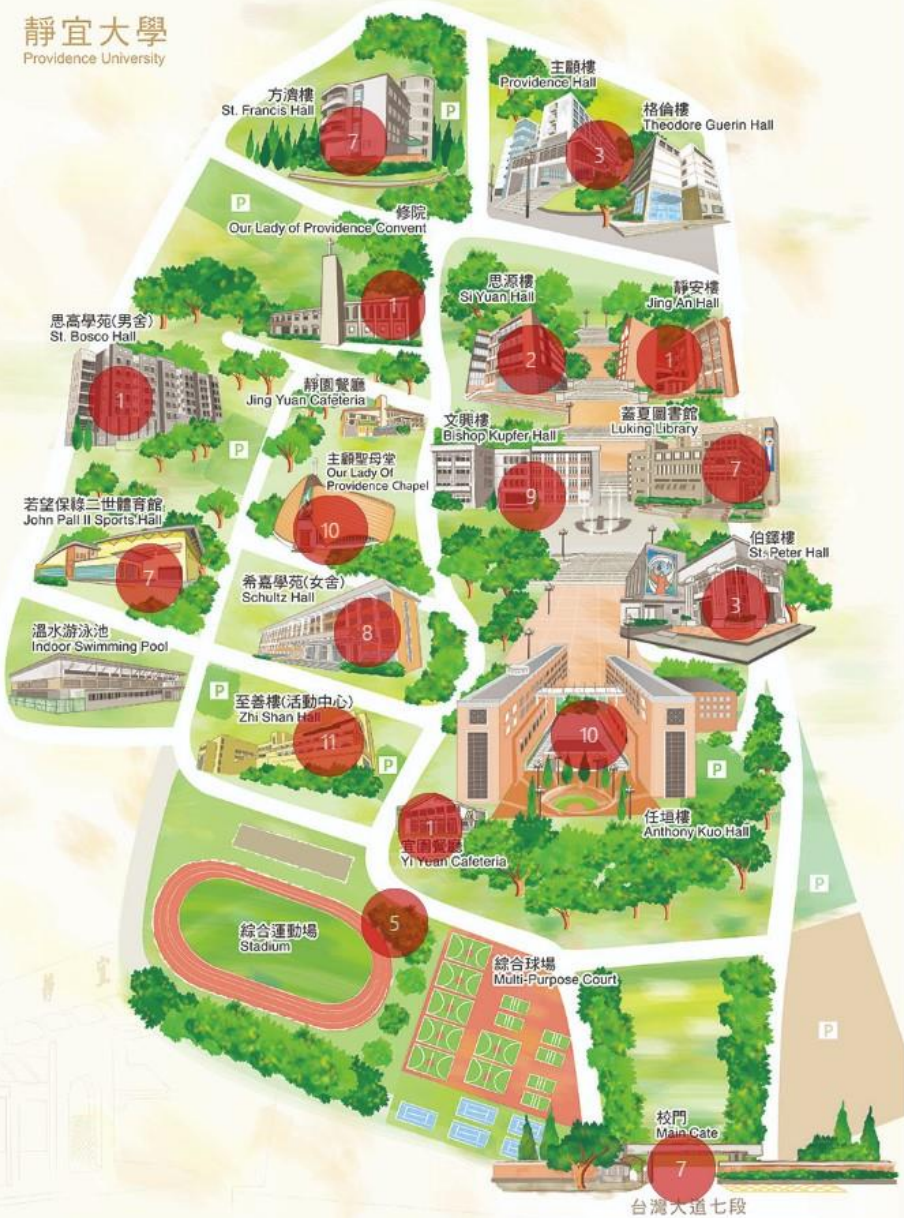 靜宜大學
Providence University
方濟樓
St. Francis Hall
7
P
主顧樓
Providence Hall
3
格倫樓
Theodore Guerin Hall
P
修院
Our Lady of Providence Convent
1
思源樓
Si Yuan Hall
2
靜安樓
Jing An Hall
1
思高學苑(男舍)
St. Bosco Hall
1
靜園餐廳
Jing Yuan Cafeteria
P
文興樓
Bishop Kupfer Hall
9
蓋夏圖書館
Luking Library
7
主顧聖母堂
Our Lady Of
Providence Chapel
10
若望保祿二世體育館
John Pall II Sports Hall
7
伯鐸樓
St. Peter Hall
3
希嘉學苑(女舍)
Schultz Hall
8
溫水游泳池
Indoor Swimming Pool
P
至善樓(活動中心)
Zhi Shan Hall
11
P
10
P
任垣樓
Anthony Kuo Hall
1
宜園餐廳
Yi Yuan Cafeteria
P
5
綜合運動場
Stadium
綜合球場
Multi-Purpose Court
P
校門
Main Gate
7
台灣大道七段
靜宜